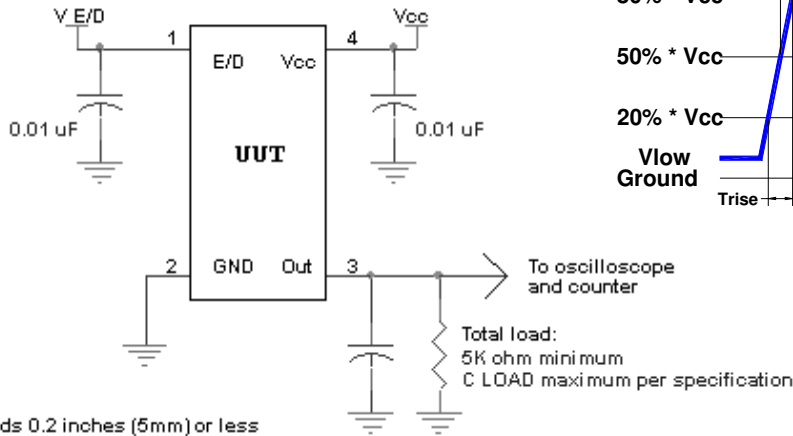 V E/D
Vcc
1
4
E/D
Vcc
0.01 uF
0.01 uF
UUT
2
GND
Out
3
To oscilloscope
and counter
Total load:
5K ohm minimum
C LOAD maximum per specification
0.2 inches (5mm) or less
50% * Vcc
20% * Vcc
Vlow
Ground
Trise